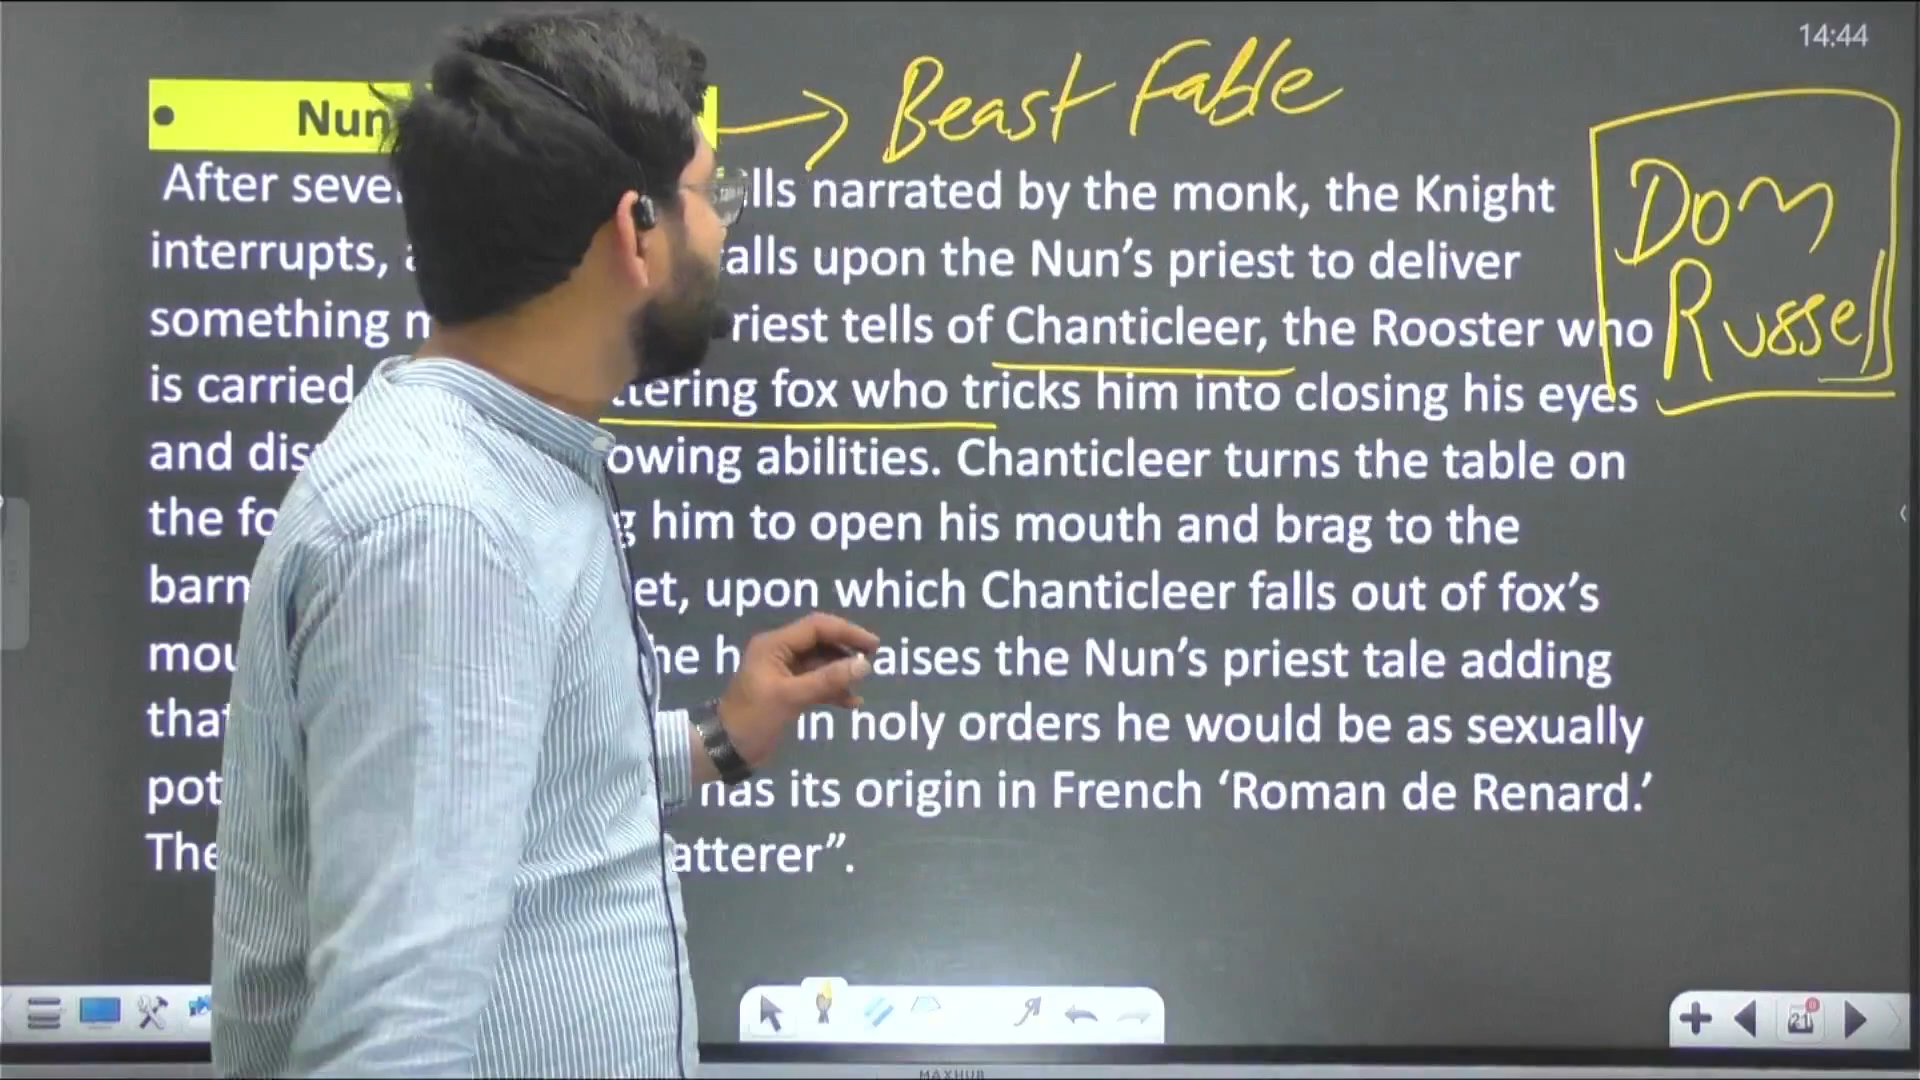 14:44
• Nun → Beast Fable
After seve lls narrated by the monk, the Knight
interrupts, alls upon the Nun's priest to deliver
something riest tells of Chanticleer, the Rooster who
is carried ttering fox who tricks him into closing his eyes
and dis owing abilities. Chanticleer turns the table on
the fo g him to open his mouth and brag to the
barn et, upon which Chanticleer falls out of fox's
mou he h aises the Nun's priest tale adding
that in holy orders he would be as sexually
pot has its origin in French 'Roman de Renard.'
The atterer".
Dom
Russell
21
MAXHUB